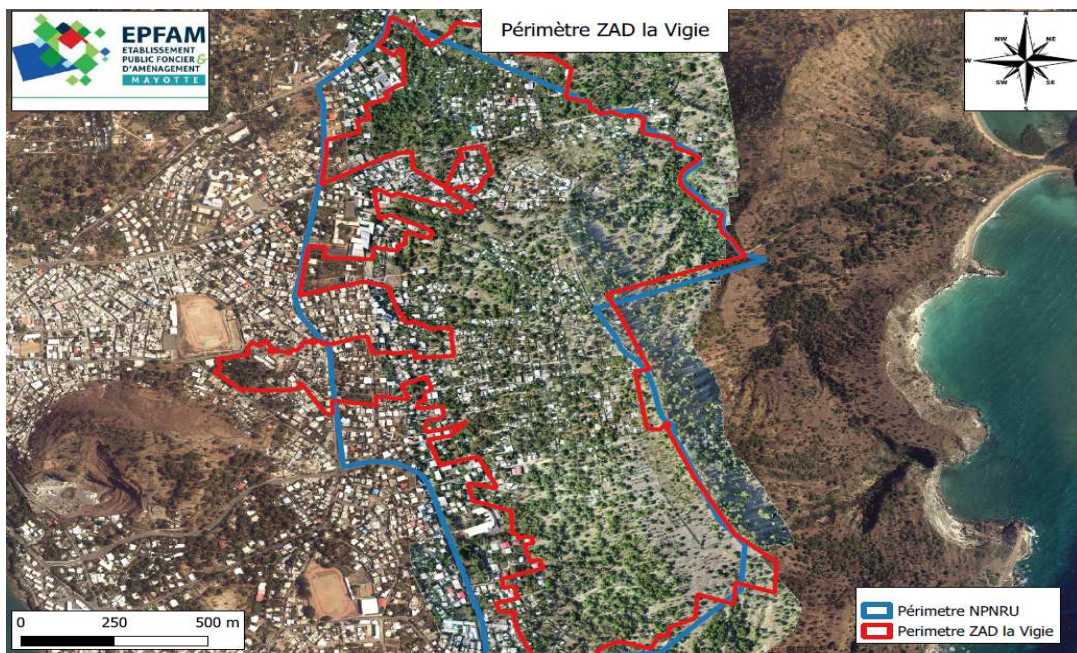 Périmètre ZAD la Vigie
EPFAM
ETABLISSEMENT
PUBLIC FONCIER &
D'AMÉNAGEMENT
MAYOTTE
N
NW NE
W
SW SE
S
0 250 500 m
Périmetre NPNRU
Perimetre ZAD la Vigie